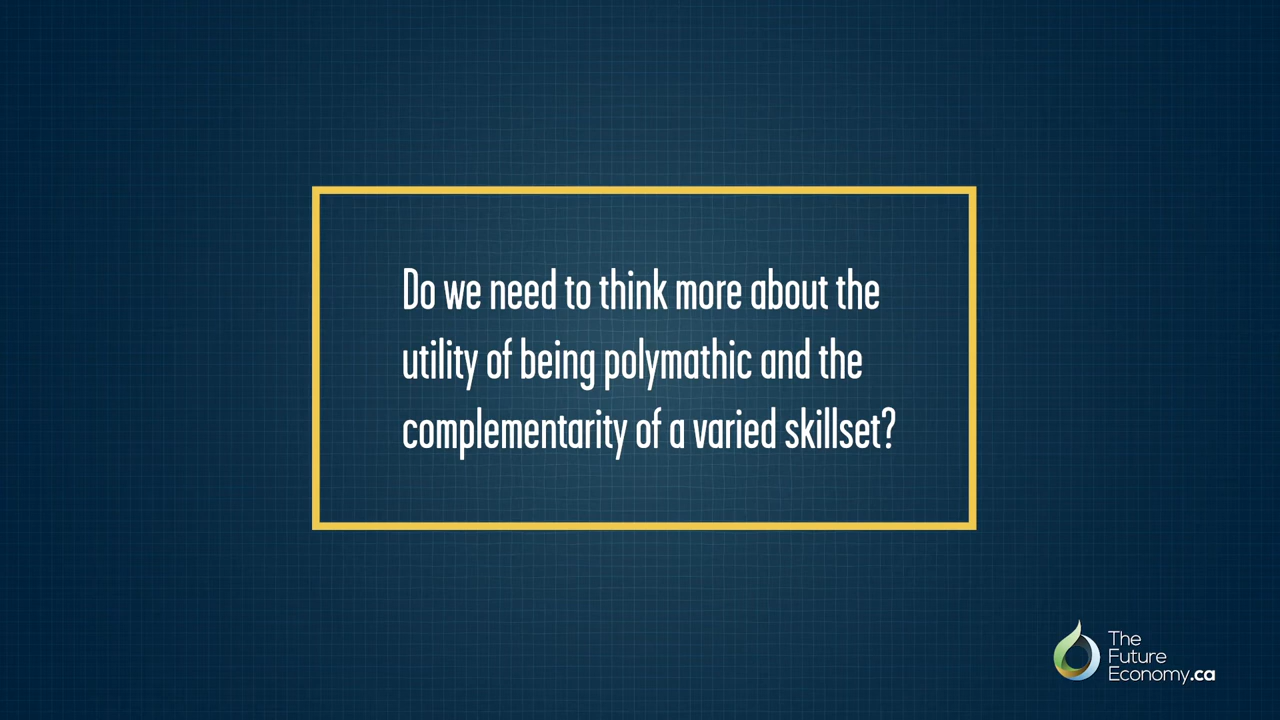 Do we need to think more about the
utility of being polymathic and the
complementarity of a varied skillset?
The
Future
Economy.ca